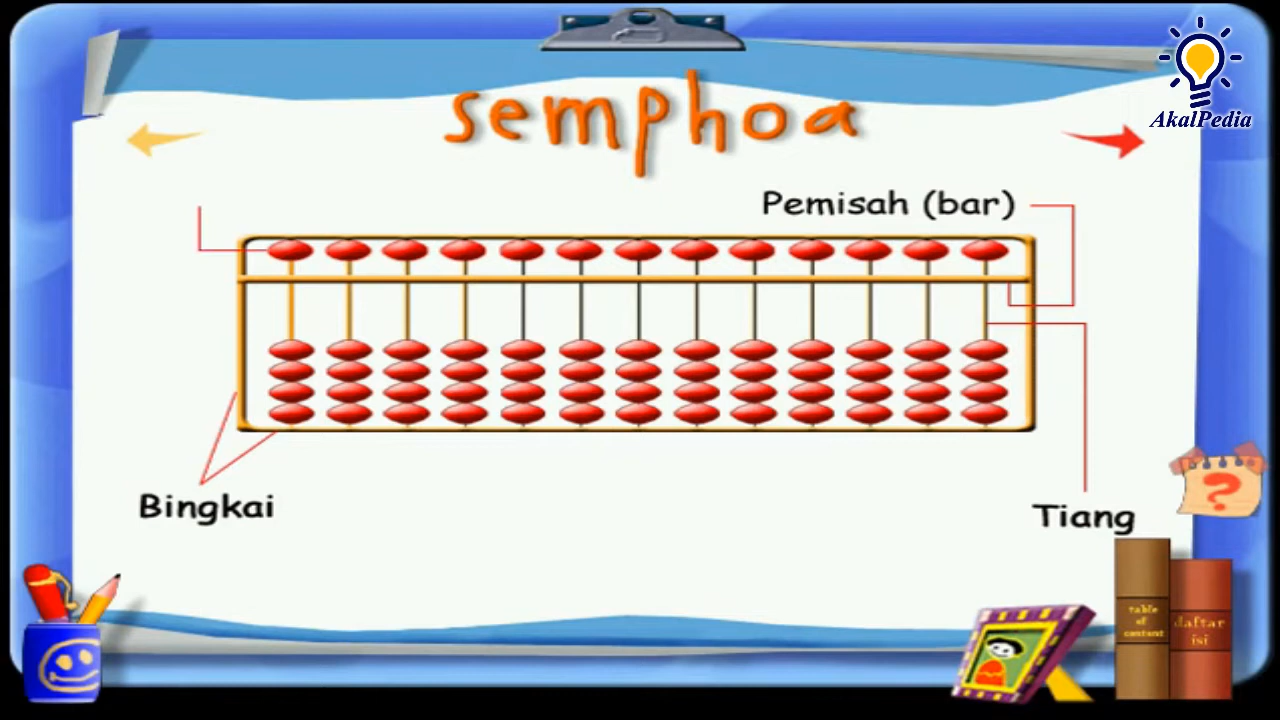 AkalPedia
semphoa
Pemisah (bar)
Bingkai
Tiang
?
table
of
content
daftar
isi